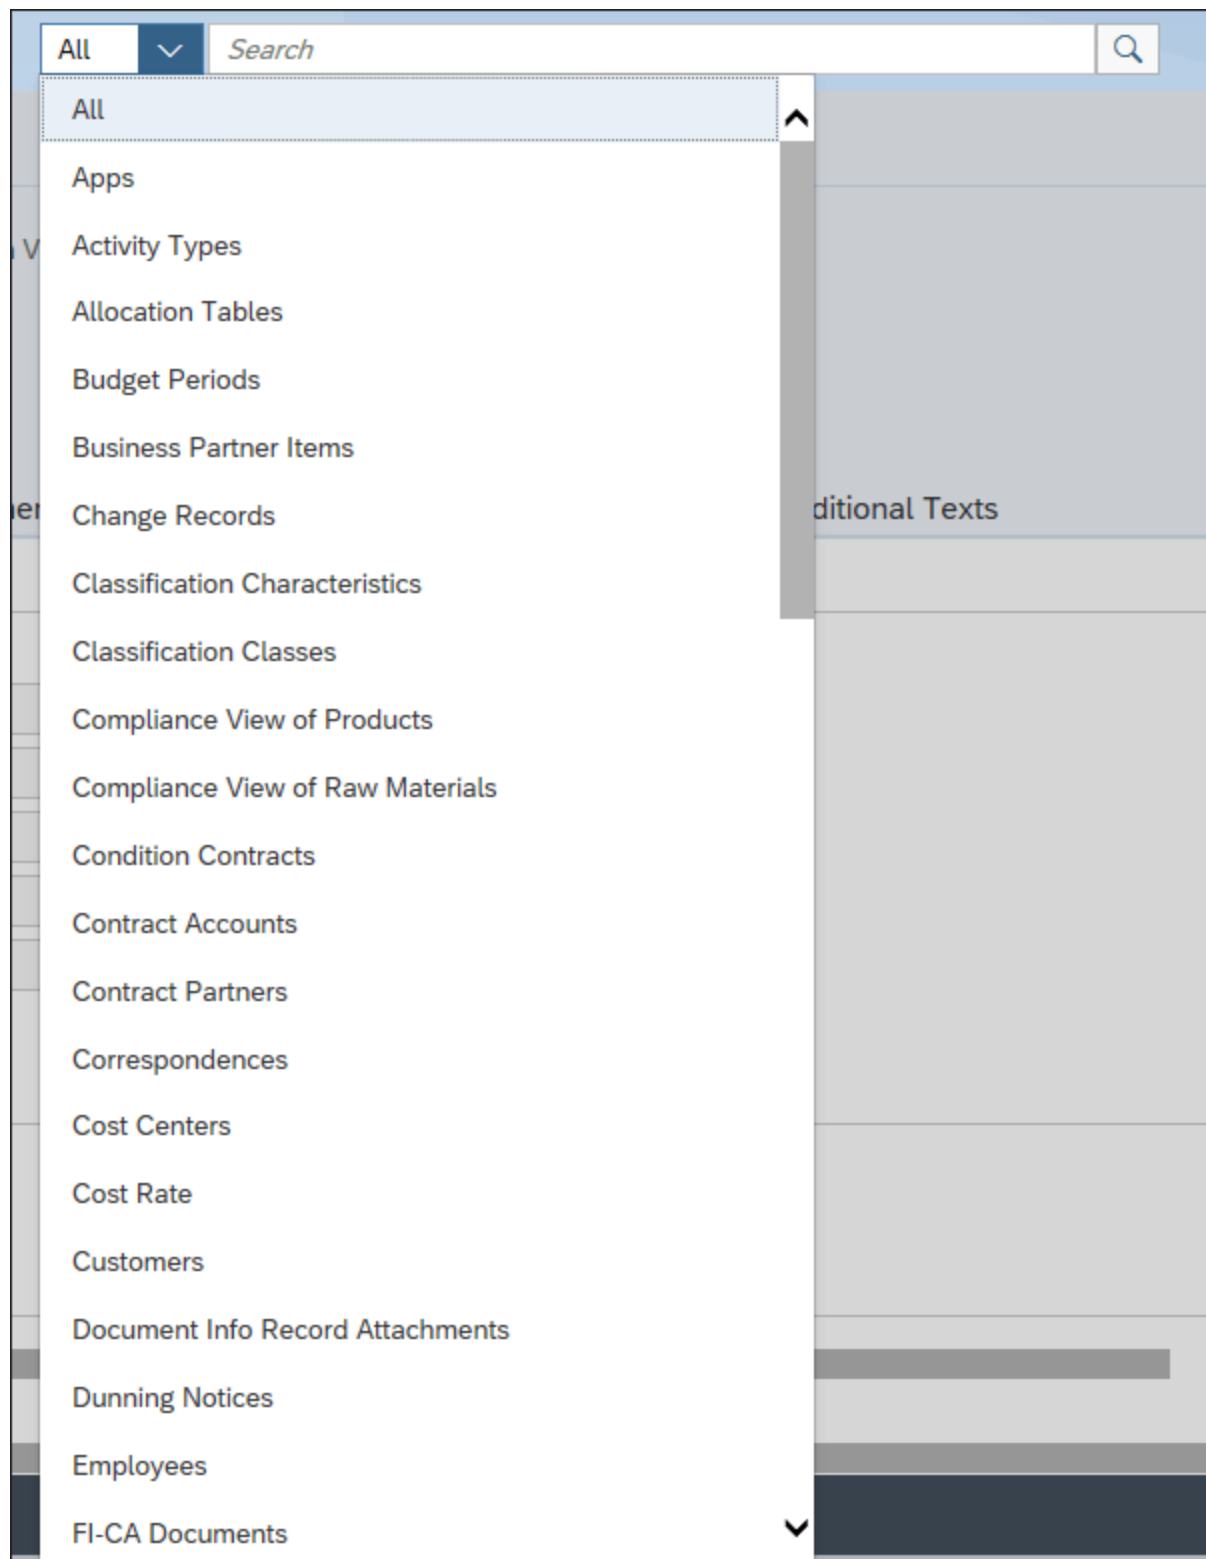 All Search
All
Apps
Activity Types
Allocation Tables
Budget Periods
Business Partner Items
Change Records
ditional Texts
Classification Characteristics
Classification Classes
Compliance View of Products
Compliance View of Raw Materials
Condition Contracts
Contract Accounts
Contract Partners
Correspondences
Cost Centers
Cost Rate
Customers
Document Info Record Attachments
Dunning Notices
Employees
FI-CA Documents